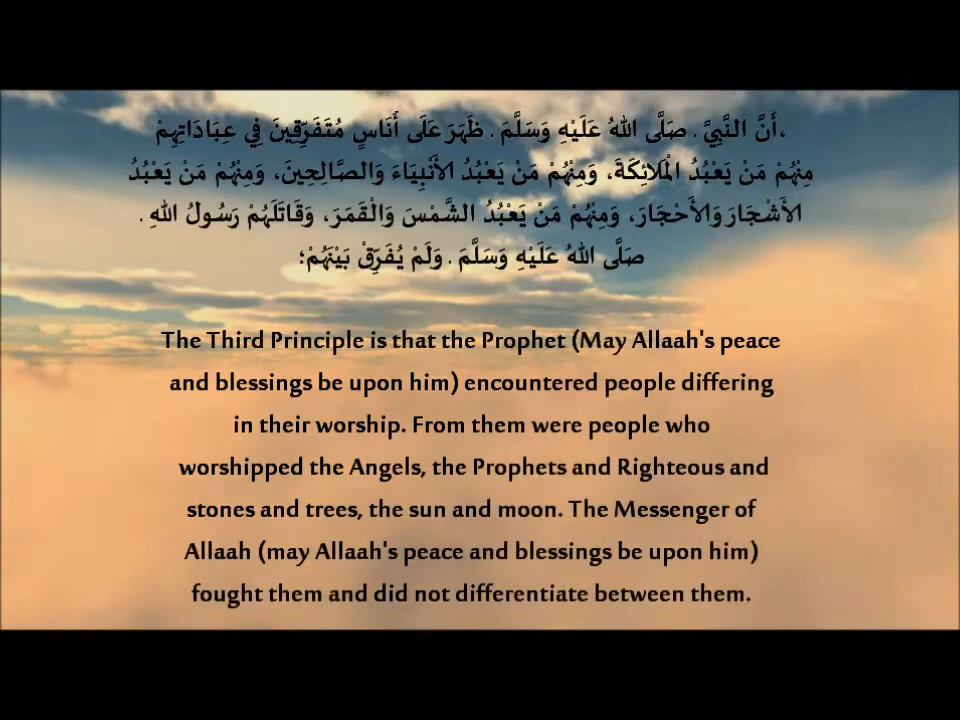 أَنَّ النَّبِيَّ . صَلَّى اللهُ عَلَيْهِ وَسَلَّمَ . ظَهَرَ عَلَى أُنَاسٍ مُتَفَرِّقِينَ فِي عِبَادَاتِهِمْ،
مِنْهُمْ مَنْ يَعْبُدُ الْمَلَائِكَةَ، وَمِنْهُمْ مَنْ يَعْبُدُ الأَنْبِيَاءَ وَالصَّالِحِينَ، وَمِنْهُمْ مَنْ يَعْبُدُ
الأَشْجَارَ وَالأَحْجَارَ، وَمِنْهُمْ مَنْ يَعْبُدُ الشَّمْسَ وَالْقَمَرَ، وَقَاتَلَهُمْ رَسُولُ اللهِ .
صَلَّى اللهُ عَلَيْهِ وَسَلَّمَ . وَلَمْ يُفَرِّقْ بَيْنَهُمْ؛
The Third Principle is that the Prophet (May Allaah's peace
and blessings be upon him) encountered people differing
in their worship. From them were people who
worshipped the Angels, the Prophets and Righteous and
stones and trees, the sun and moon. The Messenger of
Allaah (may Allaah's peace and blessings be upon him)
fought them and did not differentiate between them.